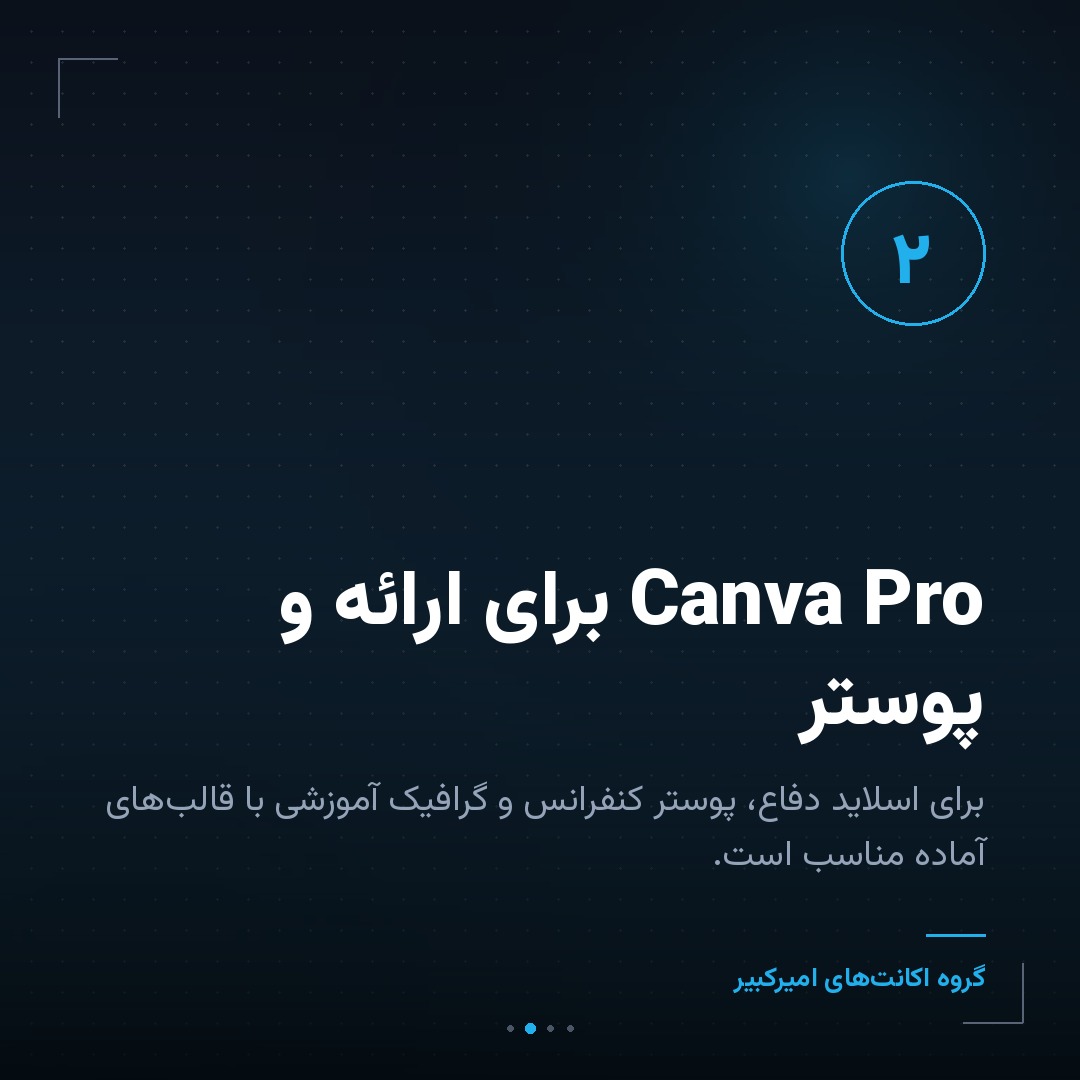 ۲
Canva Pro برای ارائه و
پوستر
برای اسلاید دفاع، پوستر کنفرانس و گرافیک آموزشی با قالب‌های
آماده مناسب است.
گروه اکانت‌های امیرکبیر